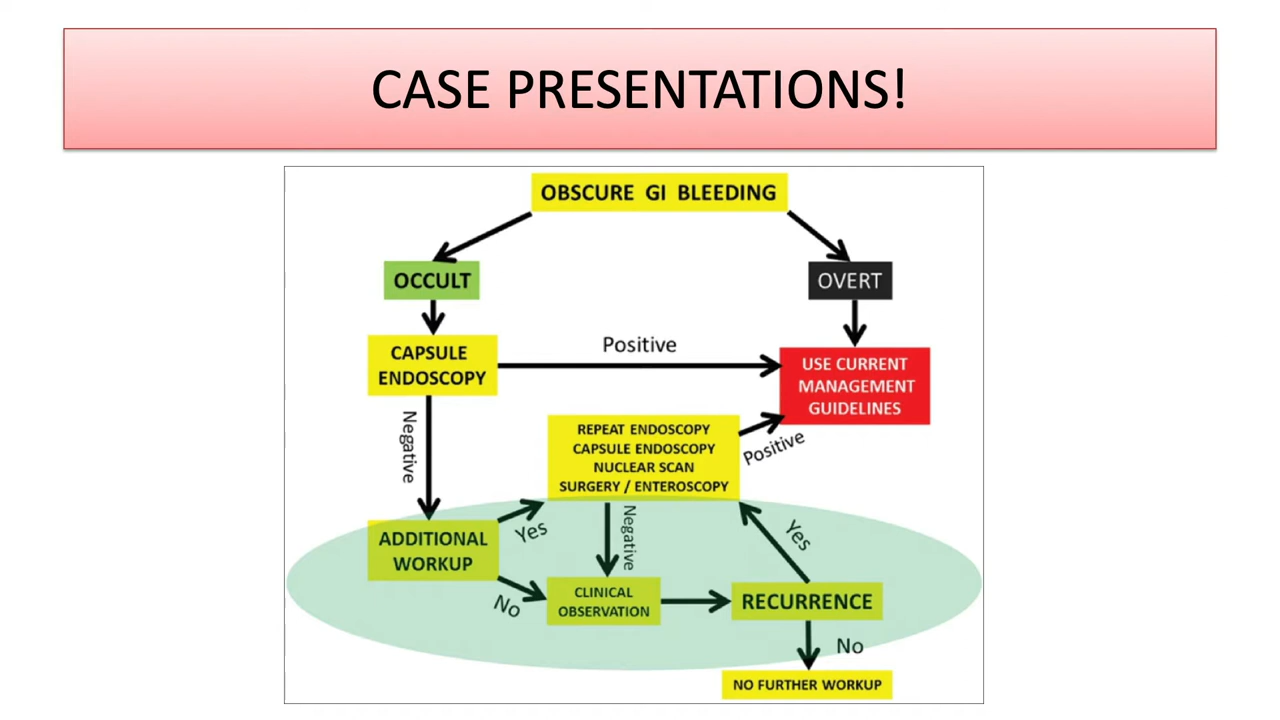 CASE PRESENTATIONS!
OBSCURE GI BLEEDING
OCCULT
OVERT
CAPSULE
ENDOSCOPY
Positive
USE CURRENT
MANAGEMENT
GUIDELINES
Negative
REPEAT ENDOSCOPY
CAPSULE ENDOSCOPY
NUCLEAR SCAN
SURGERY / ENTEROSCOPY
Positive
ADDITIONAL
WORKUP
Yes
No
Negative
CLINICAL
OBSERVATION
RECURRENCE
Yes
No
NO FURTHER WORKUP